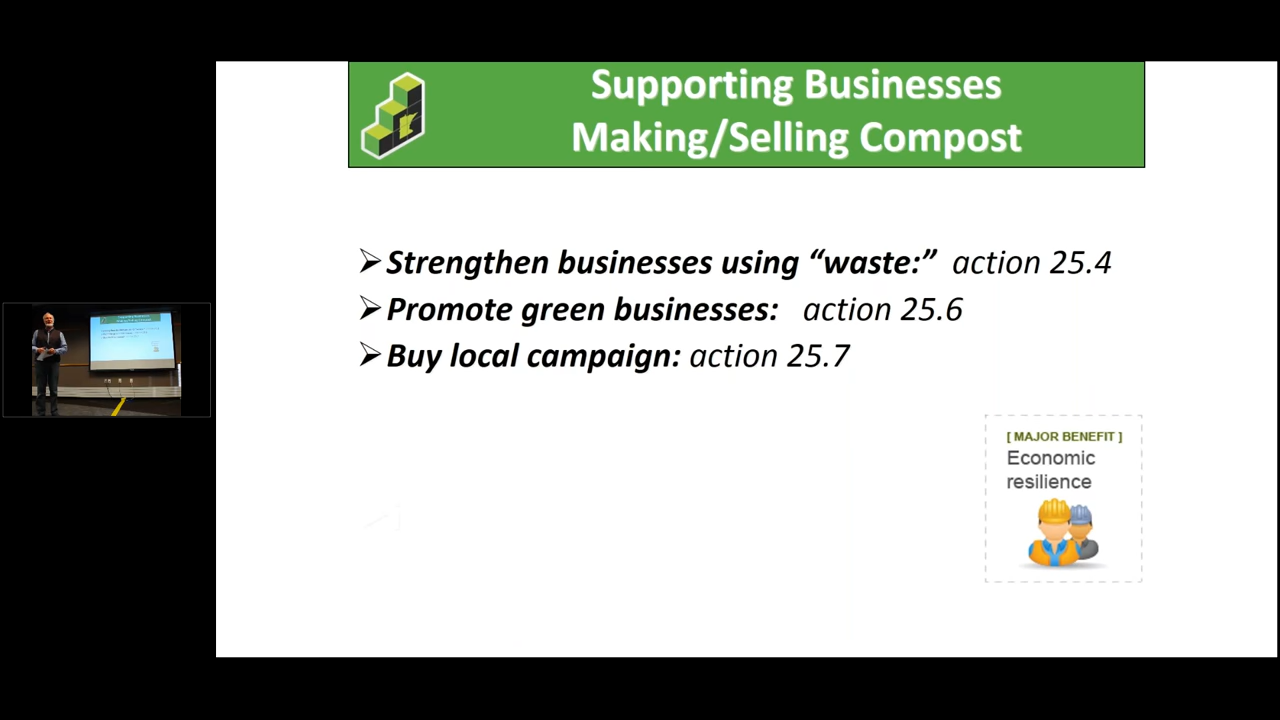 Supporting Businesses
Making/Selling Compost
➢Strengthen businesses using “waste:” action 25.4
➢Promote green businesses: action 25.6
➢Buy local campaign: action 25.7
[ MAJOR BENEFIT ]
Economic
resilience